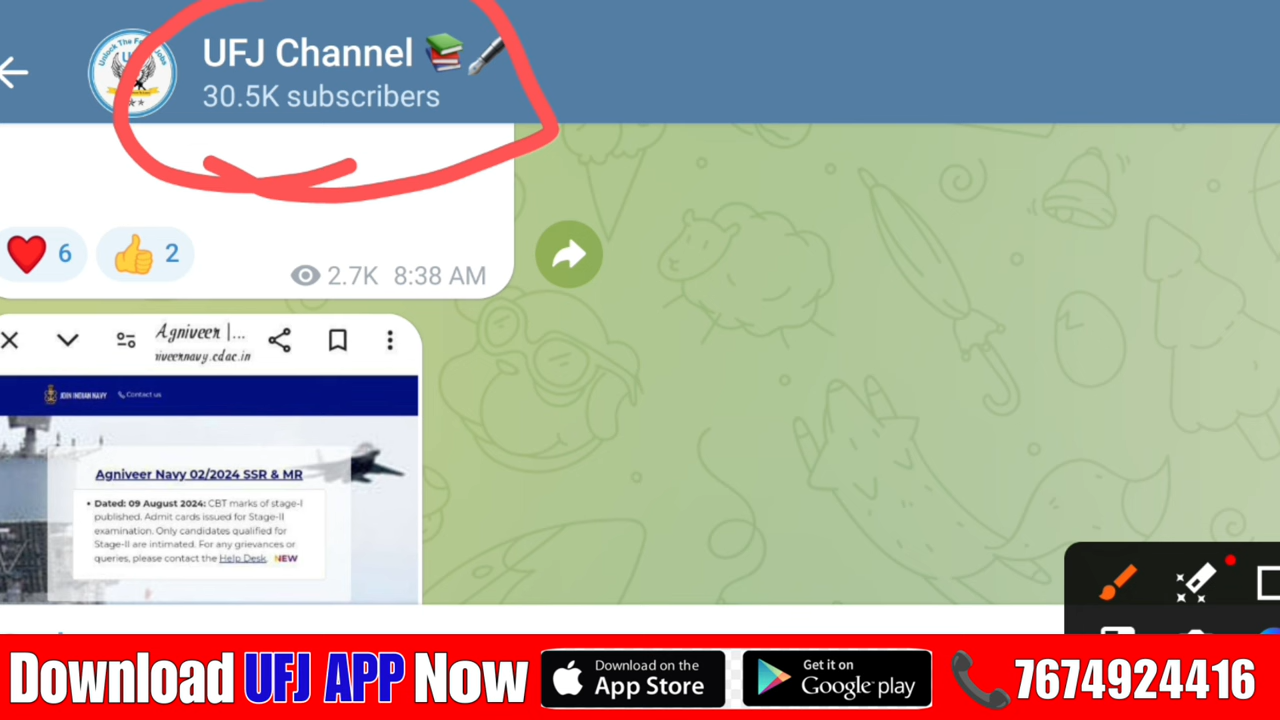 UFJ Channel 📚🖋️
30.5K subscribers
❤️ 6 👍 2
2.7K 8:38 AM
Agniveer |...
niveernavy.cdac.in
JOIN INDIAN NAVY Contact us
Agniveer Navy 02/2024 SSR & MR
• Dated: 09 August 2024: CBT marks of stage-I
published. Admit cards issued for Stage-II
examination. Only candidates qualified for
Stage-II are intimated. For any grievances or
queries, please contact the Help Desk. NEW
Download UFJ APP Now
Download on the
App Store
Get it on
Google play
7674924416